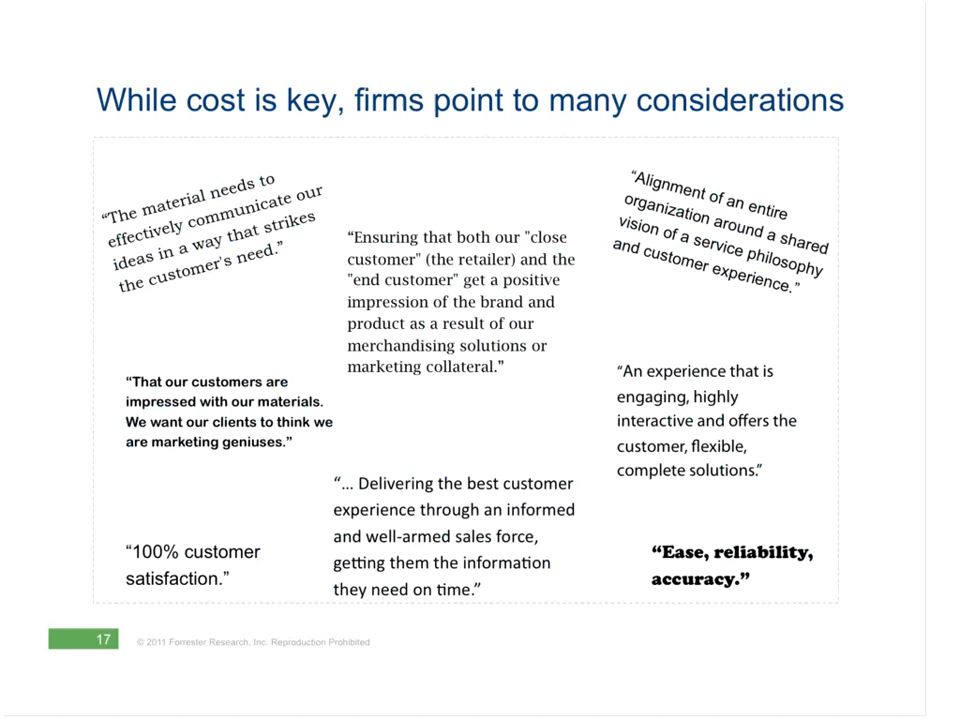 While cost is key, firms point to many considerations
“The material needs to
effectively communicate our
ideas in a way that strikes
the customer's need.”
“Ensuring that both our "close
customer" (the retailer) and the
"end customer" get a positive
impression of the brand and
product as a result of our
merchandising solutions or
marketing collateral.”
“Alignment of an entire
organization around a shared
vision of a service philosophy
and customer experience.”
“That our customers are
impressed with our materials.
We want our clients to think we
are marketing geniuses.”
“An experience that is
engaging, highly
interactive and offers the
customer, flexible,
complete solutions.”
“... Delivering the best customer
experience through an informed
and well-armed sales force,
getting them the information
they need on time.”
“100% customer
satisfaction.”
“Ease, reliability,
accuracy.”
17
© 2011 Forrester Research, Inc. Reproduction Prohibited